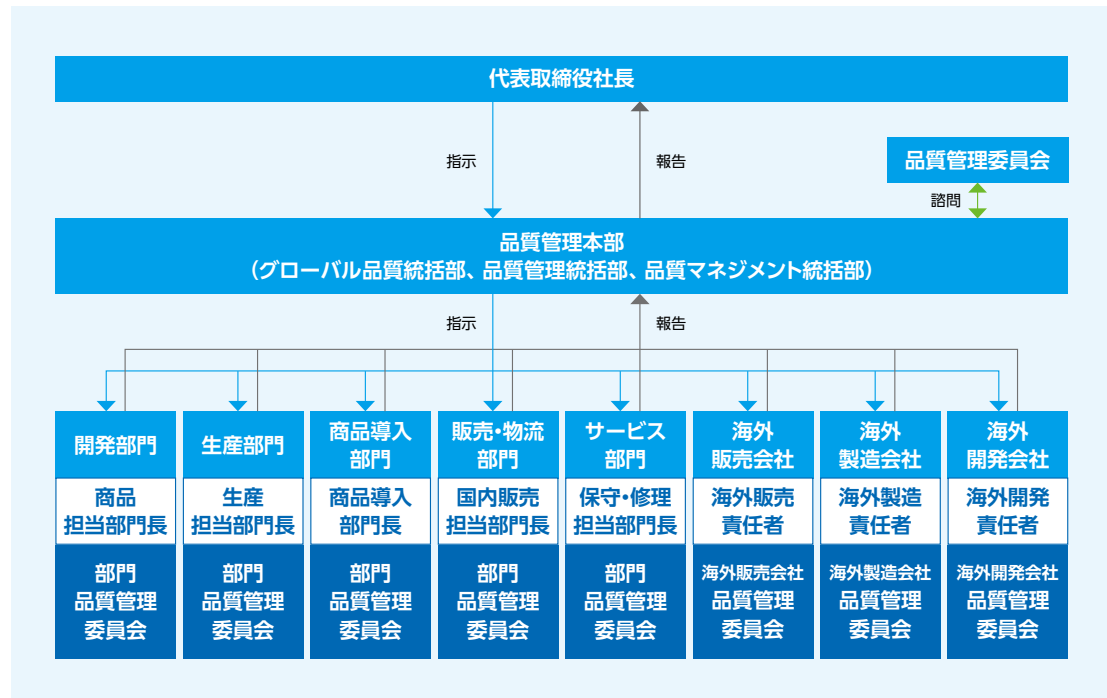 代表取締役社長
指示
報告
品質管理委員会
諮問
品質管理本部
（グローバル品質統括部、品質管理統括部、品質マネジメント統括部）
指示
報告
開発部門
商品
担当部門長
部門
品質管理
委員会
生産部門
生産
担当部門長
部門
品質管理
委員会
商品導入
部門
商品導入
部門長
部門
品質管理
委員会
販売・物流
部門
国内販売
担当部門長
部門
品質管理
委員会
サービス
部門
保守・修理
担当部門長
部門
品質管理
委員会
海外
販売会社
海外販売
責任者
海外販売会社
品質管理
委員会
海外
製造会社
海外製造
責任者
海外製造会社
品質管理
委員会
海外
開発会社
海外開発
責任者
海外開発会社
品質管理
委員会